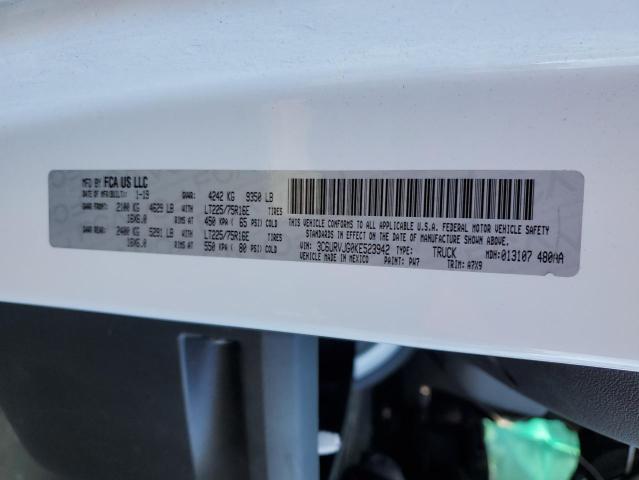 MFD BY FCA US LLC
DATE OF MFR/BUILT: 1-19 GVWR: 4242 KG 9350 LB
GAWR FRONT: 2100 KG 4629 LB WITH LT225/75R16E TIRES
16X6.0 RIMS AT 450 KPA ( 65 PSI) COLD
GAWR REAR: 2400 KG 5291 LB WITH LT225/75R16E TIRES
16X6.0 RIMS AT 550 KPA ( 80 PSI) COLD
THIS VEHICLE CONFORMS TO ALL APPLICABLE U.S.A. FEDERAL MOTOR VEHICLE SAFETY
STANDARDS IN EFFECT ON THE DATE OF MANUFACTURE SHOWN ABOVE.
VIN: 3C6URVJG0KE523942 TYPE: TRUCK MDH: 013107 480AA
VEHICLE MADE IN MEXICO PAINT: PW7 TRIM: A7X9